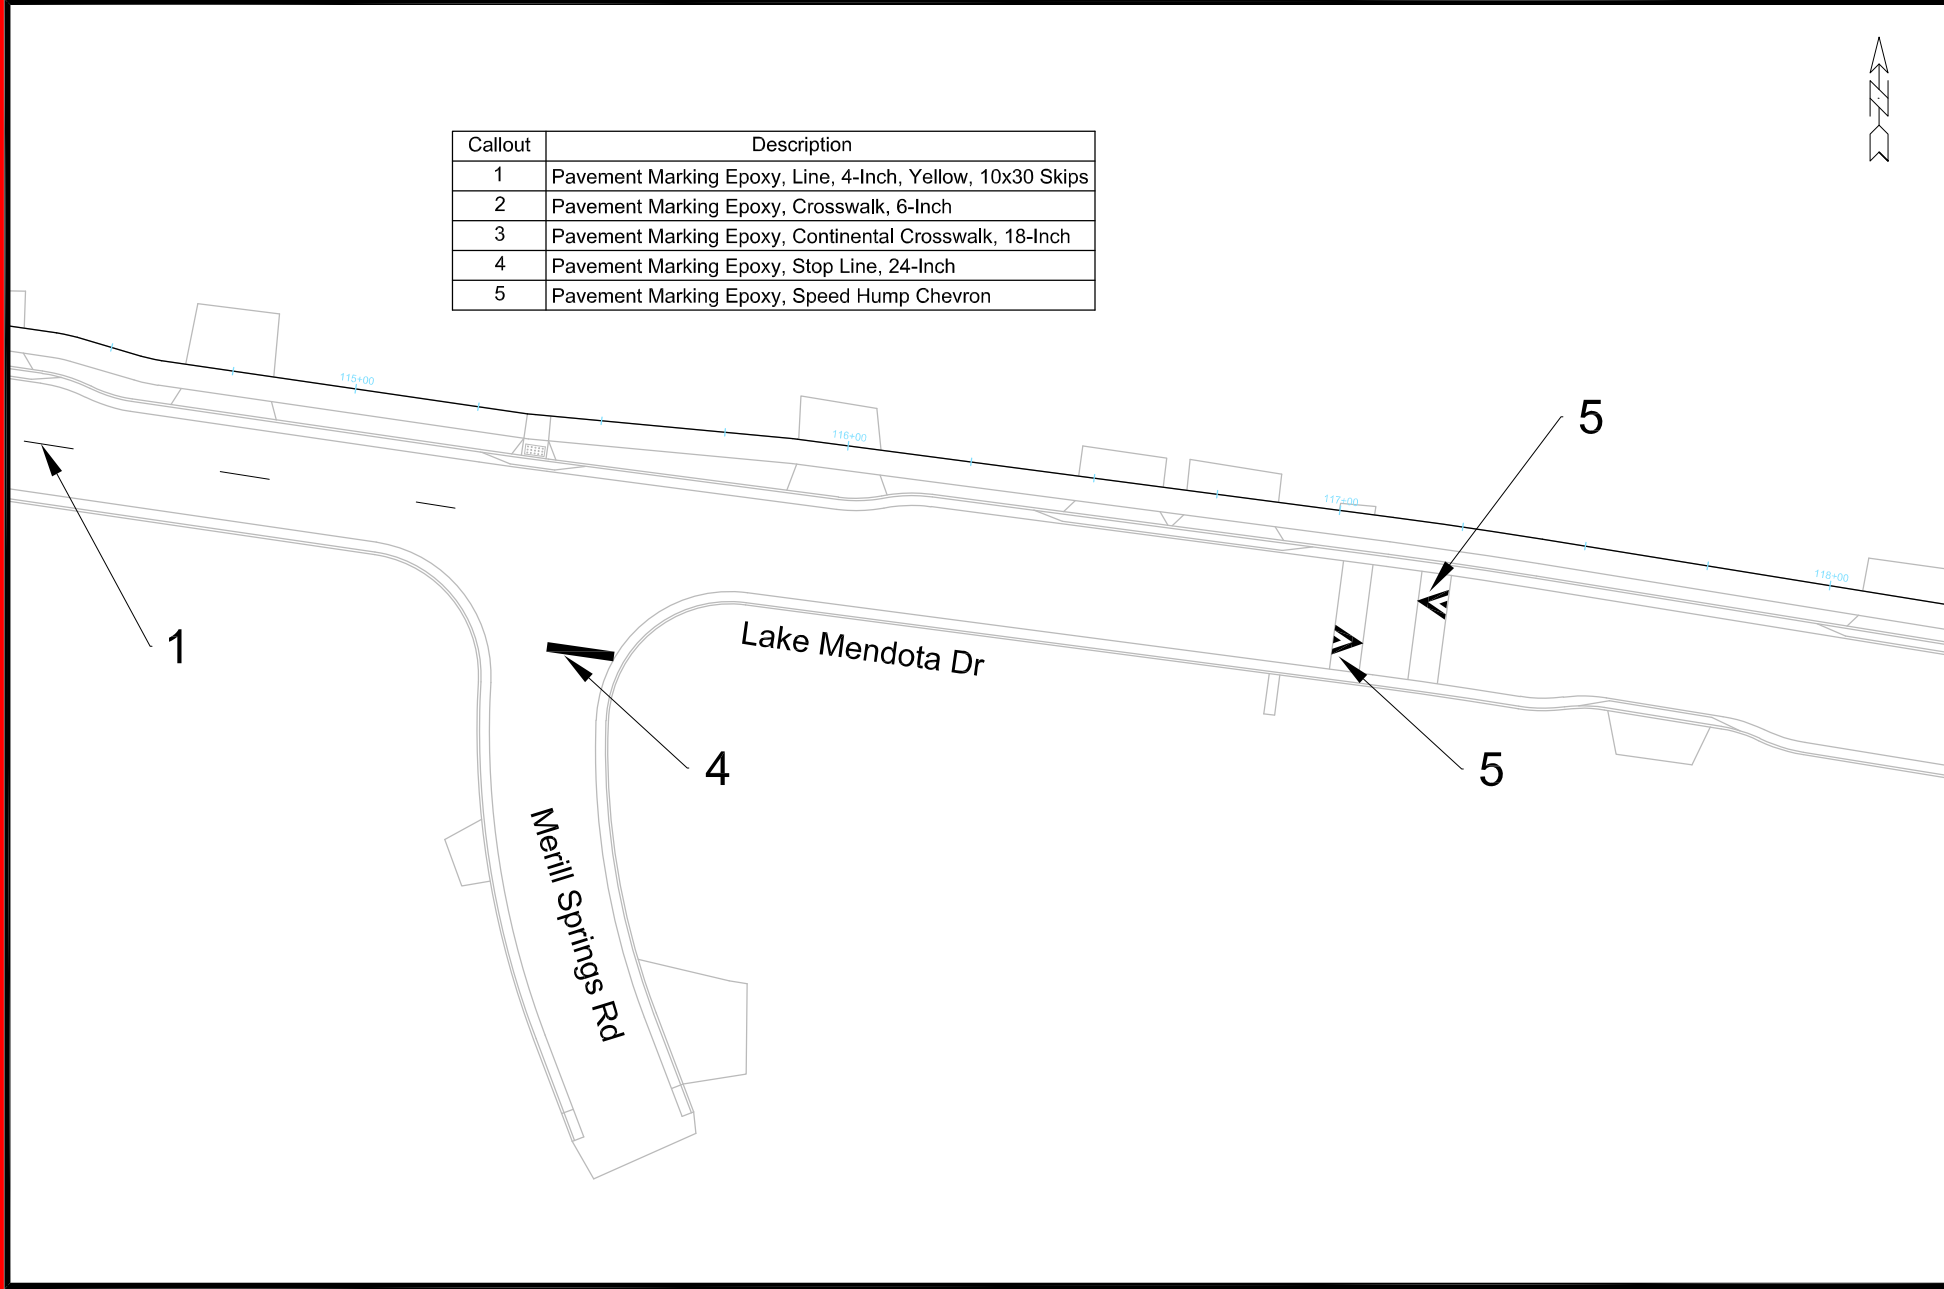 N
Callout Description
1 Pavement Marking Epoxy, Line, 4-Inch, Yellow, 10x30 Skips
2 Pavement Marking Epoxy, Crosswalk, 6-Inch
3 Pavement Marking Epoxy, Continental Crosswalk, 18-Inch
4 Pavement Marking Epoxy, Stop Line, 24-Inch
5 Pavement Marking Epoxy, Speed Hump Chevron
115+00
116+00
117+00
118+00
5
1
Lake Mendota Dr
4
5
Merill Springs Rd